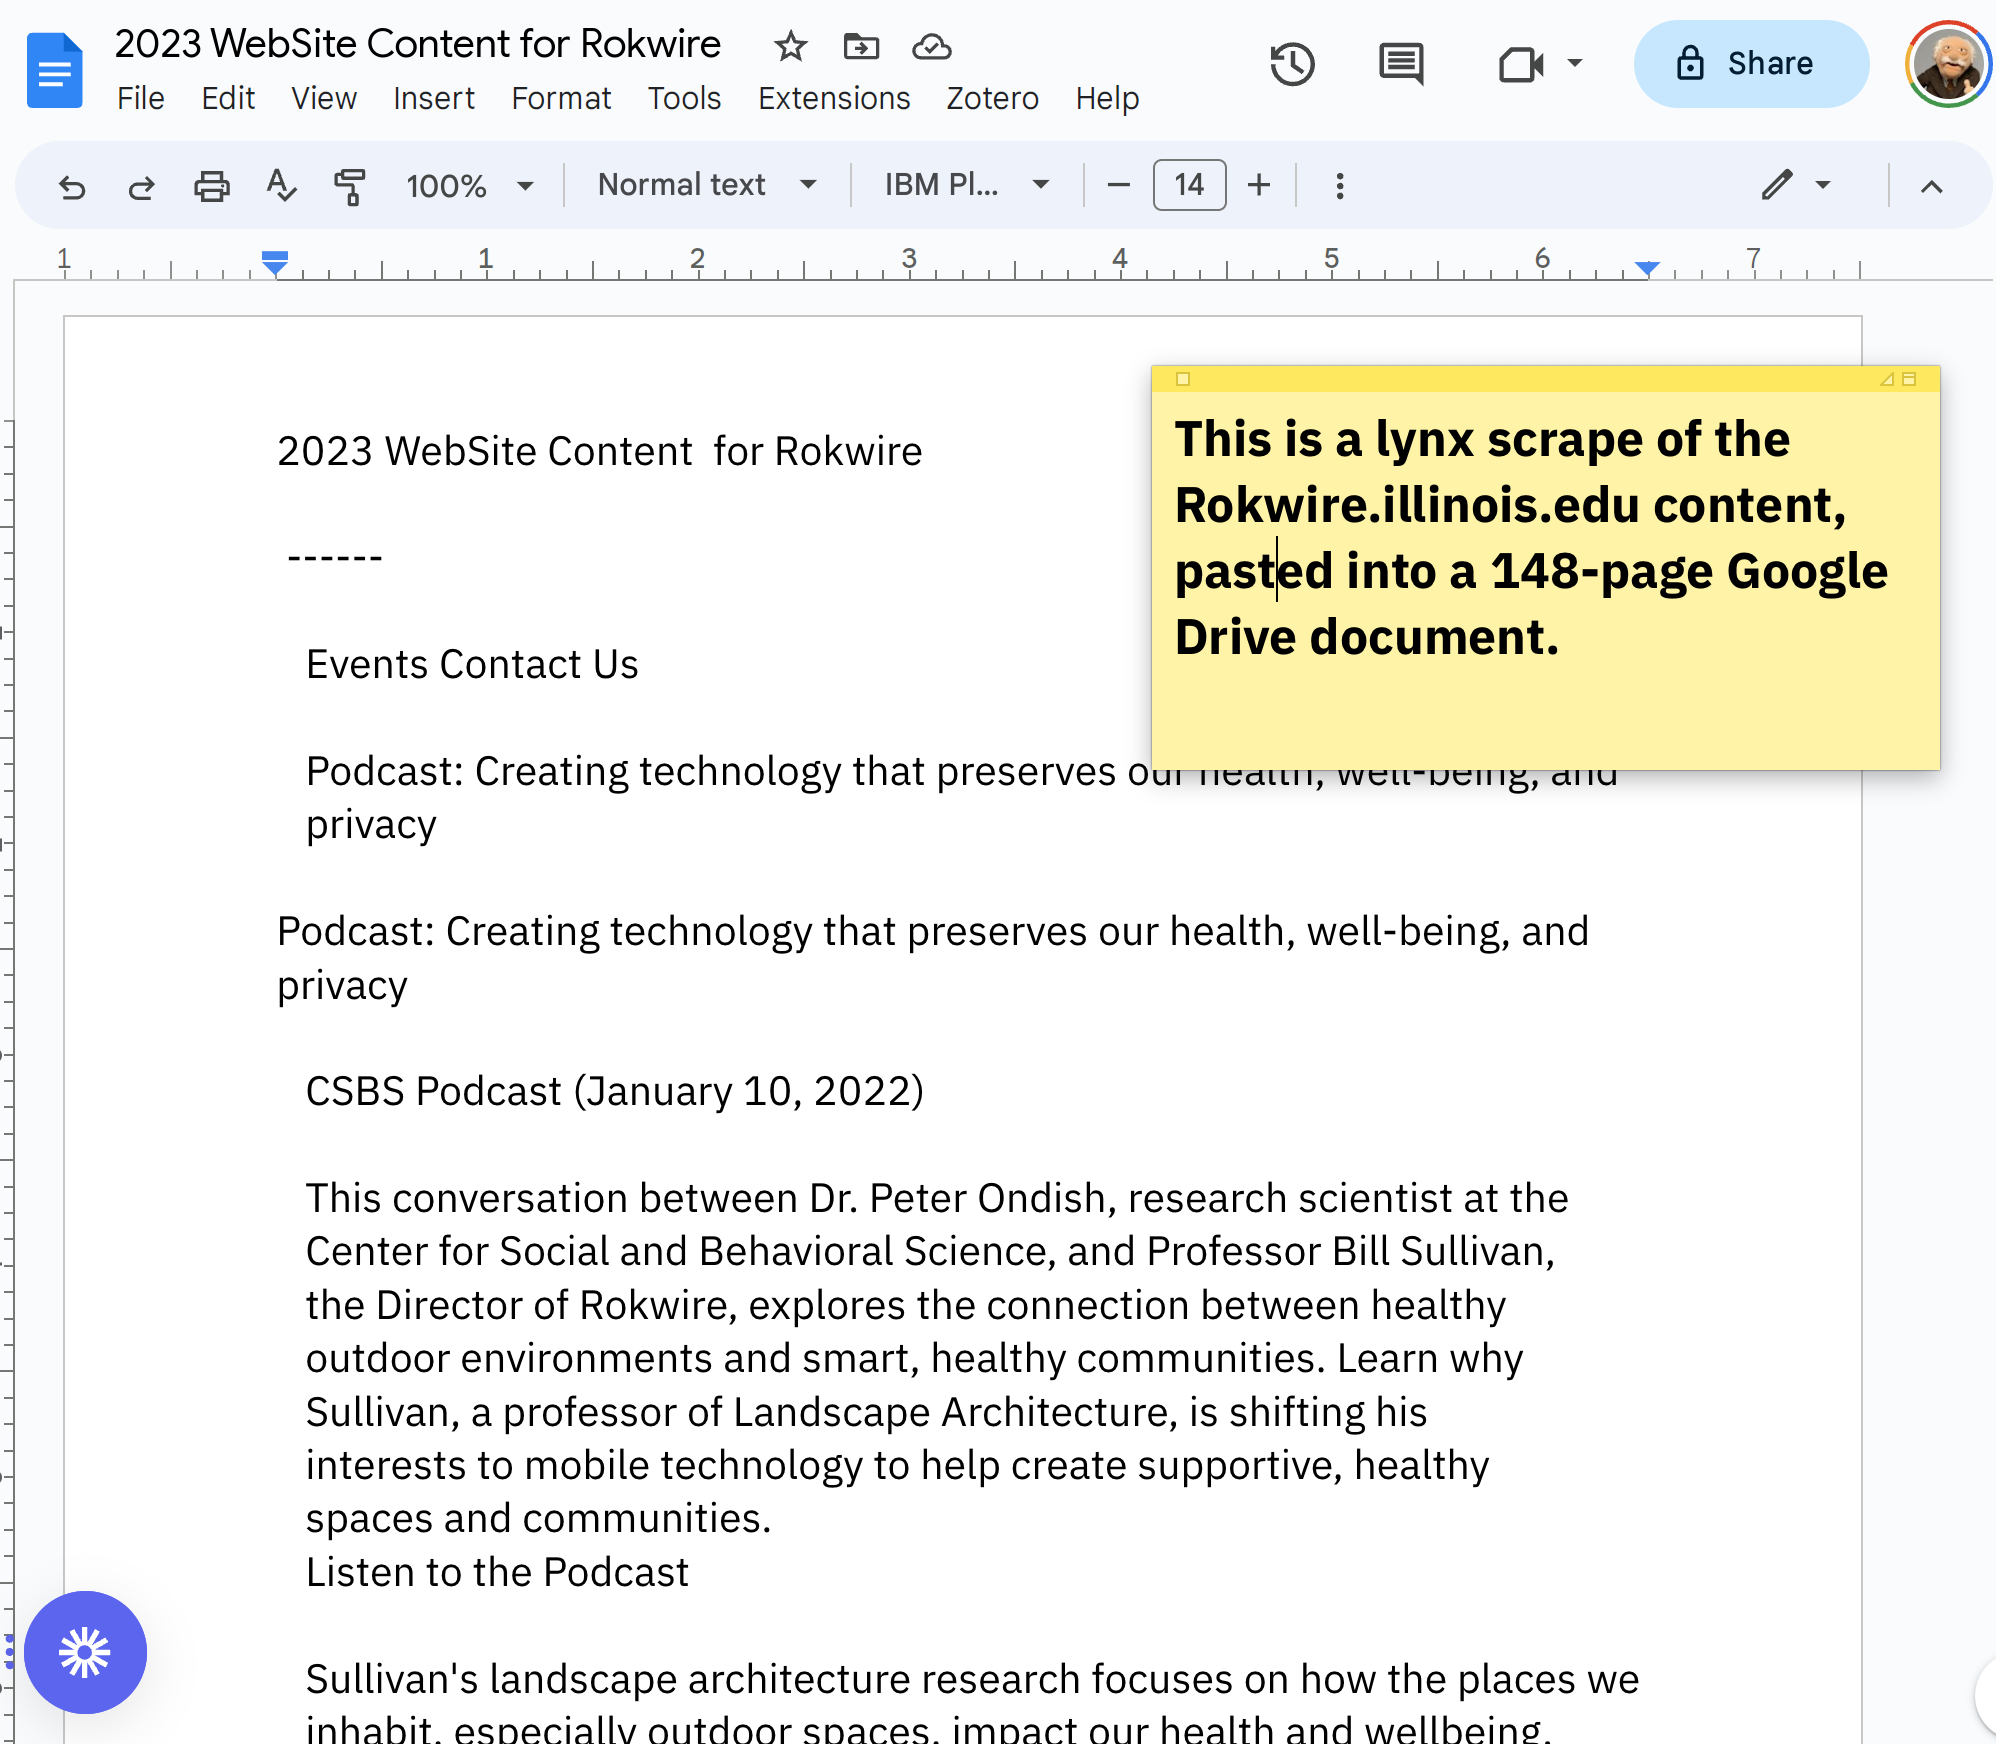 2023 WebSite Content for Rokwire
File Edit View Insert Format Tools Extensions Zotero Help
Share
100% Normal text IBM Pl... 14
1 1 2 3 4 5 6 7
This is a lynx scrape of the
Rokwire.illinois.edu content,
pasted into a 148-page Google
Drive document.
2023 WebSite Content for Rokwire
------
Events Contact Us
Podcast: Creating technology that preserves our health, well-being, and
privacy
Podcast: Creating technology that preserves our health, well-being, and
privacy
CSBS Podcast (January 10, 2022)
This conversation between Dr. Peter Ondish, research scientist at the
Center for Social and Behavioral Science, and Professor Bill Sullivan,
the Director of Rokwire, explores the connection between healthy
outdoor environments and smart, healthy communities. Learn why
Sullivan, a professor of Landscape Architecture, is shifting his
interests to mobile technology to help create supportive, healthy
spaces and communities.
Listen to the Podcast
Sullivan's landscape architecture research focuses on how the places we
inhabit, especially outdoor spaces, impact our health and wellbeing.